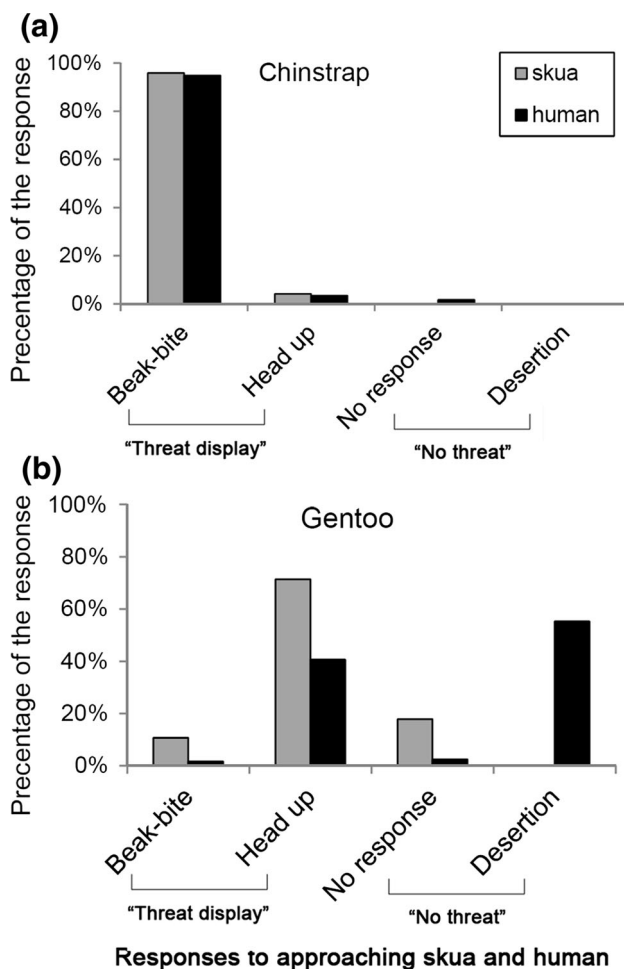 (a)
Chinstrap
skua
human
Precentage of the response
100%
80%
60%
40%
20%
0%
Beak-bite
Head up
No response
Desertion
“Threat display”
“No threat”
(b)
Gentoo
Precentage of the response
100%
80%
60%
40%
20%
0%
Beak-bite
Head up
No response
Desertion
“Threat display”
“No threat”
Responses to approaching skua and human